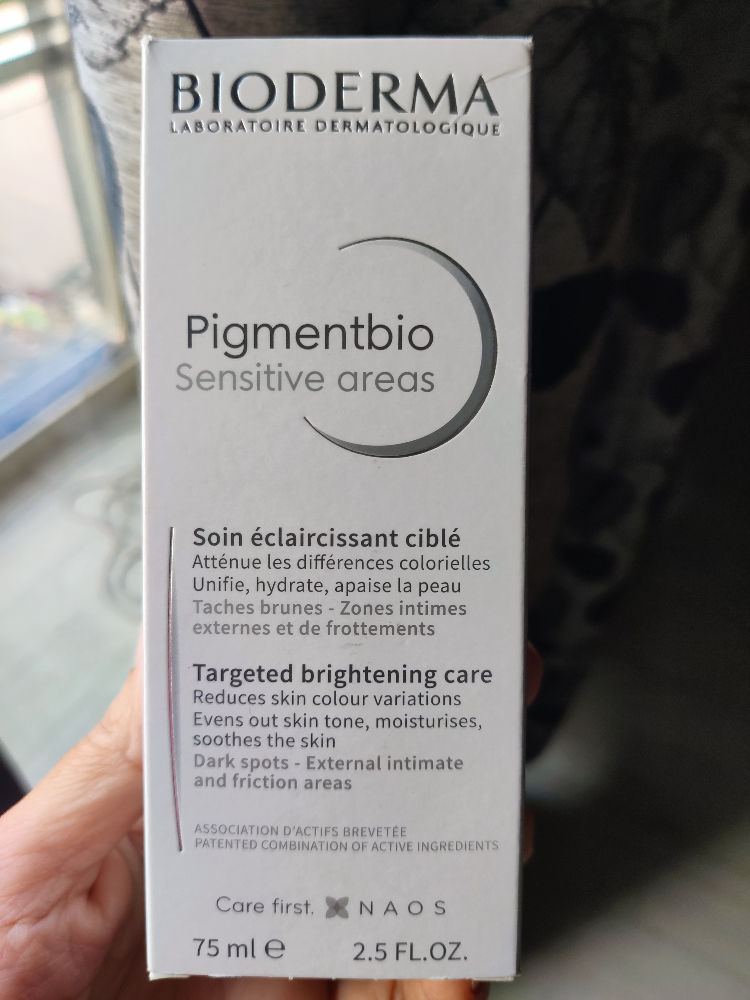 BIODERMA
LABORATOIRE DERMATOLOGIQUE
Pigmentbio
Sensitive areas
Soin éclaircissant ciblé
Atténue les différences colorielles
Unifie, hydrate, apaise la peau
Taches brunes - Zones intimes
externes et de frottements
Targeted brightening care
Reduces skin colour variations
Evens out skin tone, moisturises,
soothes the skin
Dark spots - External intimate
and friction areas
ASSOCIATION D'ACTIFS BREVETÉE
PATENTED COMBINATION OF ACTIVE INGREDIENTS
Care first. NAOS
75 ml ℮ 2.5 FL.OZ.